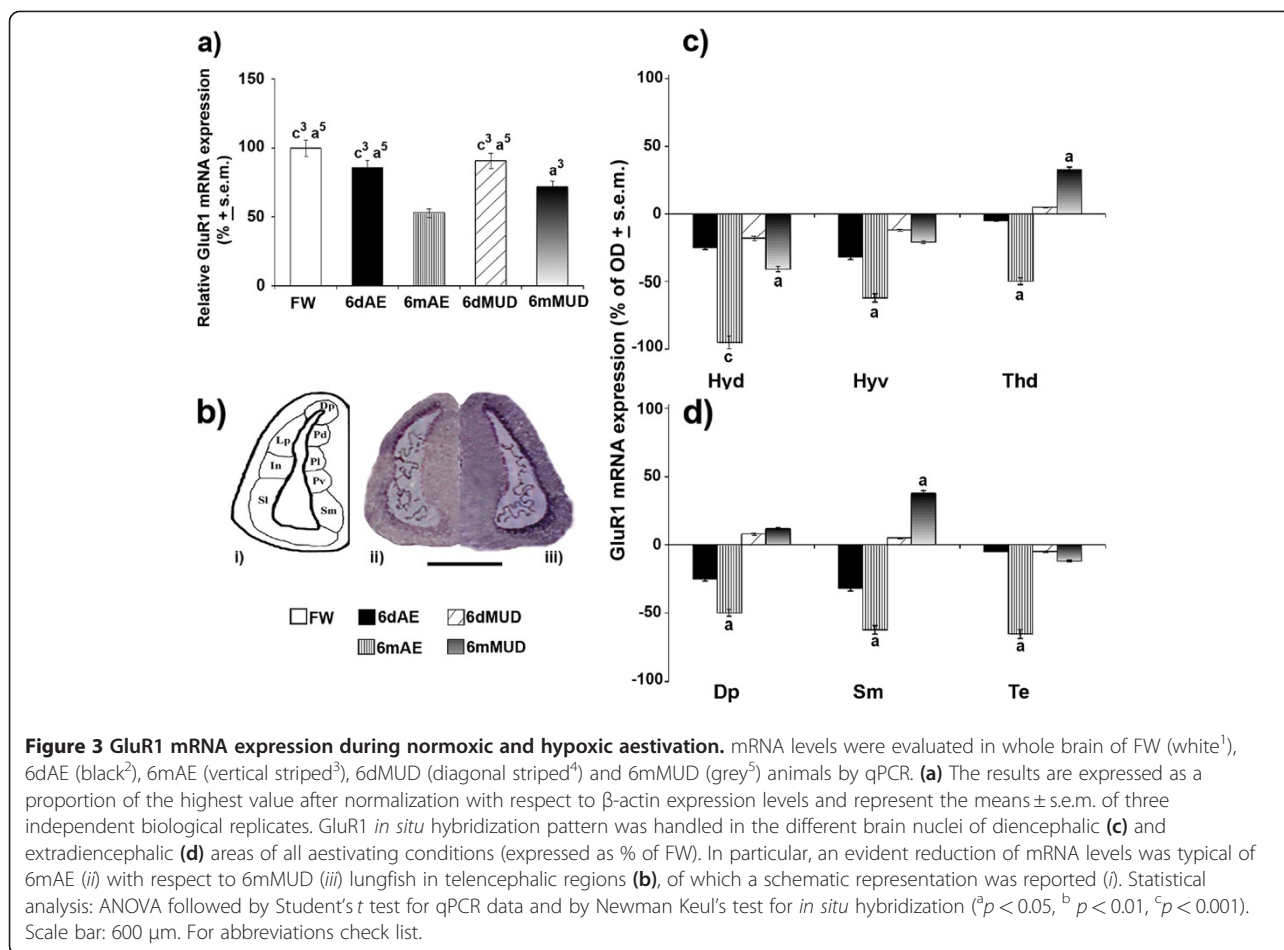 a)
Relative GluR1 mRNA expression
(% ± s.e.m.)
150
100
50
0
c³ a⁵
c³ a⁵
c³ a⁵
a³
FW
6dAE
6mAE
6dMUD
6mMUD
b)
Dp
Pd
Lp
Pl
In
Pv
Sl
Sm
i)
ii)
iii)
FW
6dAE
6dMUD
6mAE
6mMUD
GluR1 mRNA expression (% of OD ± s.e.m.)
c)
100
50
0
-50
-100
c
a
a
a
a
Hyd
Hyv
Thd
d)
100
50
0
-50
-100
a
a
a
a
Dp
Sm
Te
Figure 3 GluR1 mRNA expression during normoxic and hypoxic aestivation. mRNA levels were evaluated in whole brain of FW (white¹),
6dAE (black²), 6mAE (vertical striped³), 6dMUD (diagonal striped⁴) and 6mMUD (grey⁵) animals by qPCR. (a) The results are expressed as a
proportion of the highest value after normalization with respect to β-actin expression levels and represent the means ± s.e.m. of three
independent biological replicates. GluR1 in situ hybridization pattern was handled in the different brain nuclei of diencephalic (c) and
extradiencephalic (d) areas of all aestivating conditions (expressed as % of FW). In particular, an evident reduction of mRNA levels was typical of
6mAE (ii) with respect to 6mMUD (iii) lungfish in telencephalic regions (b), of which a schematic representation was reported (i). Statistical
analysis: ANOVA followed by Student's t test for qPCR data and by Newman Keul's test for in situ hybridization (ᵃp < 0.05, ᵇ p < 0.01, ᶜp < 0.001).
Scale bar: 600 μm. For abbreviations check list.